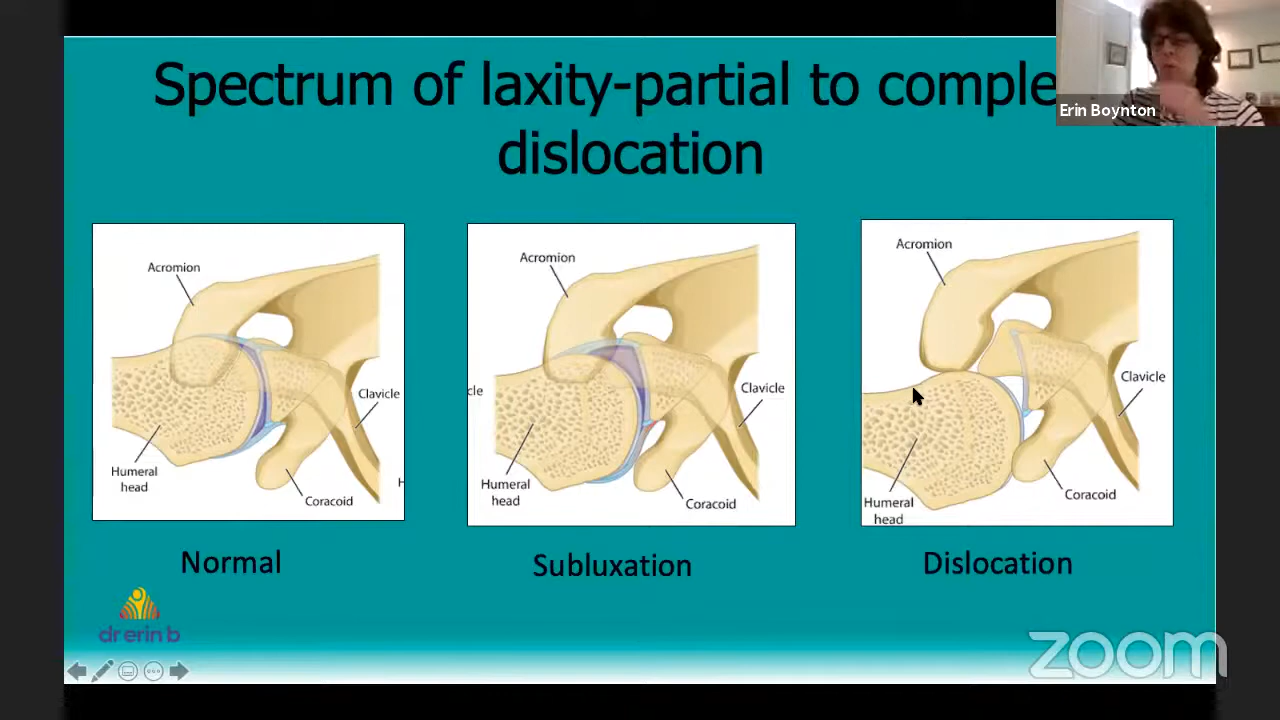 Spectrum of laxity-partial to comple
dislocation
Erin Boynton
Acromion
Clavicle
Humeral
head
Coracoid
H
Normal
Acromion
cle
Clavicle
Humeral
head
Coracoid
Subluxation
Acromion
Clavicle
Humeral
head
Coracoid
Dislocation
dr erin b
zoom